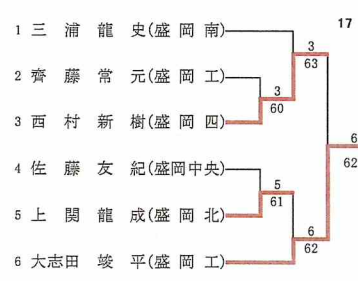 17
1 三浦龍史(盛岡南)
3
63
2 齊藤常元(盛岡工)
3
60
3 西村新樹(盛岡四)
6
62
4 佐藤友紀(盛岡中央)
5
61
5 上関龍成(盛岡北)
6
62
6 大志田竣平(盛岡工)